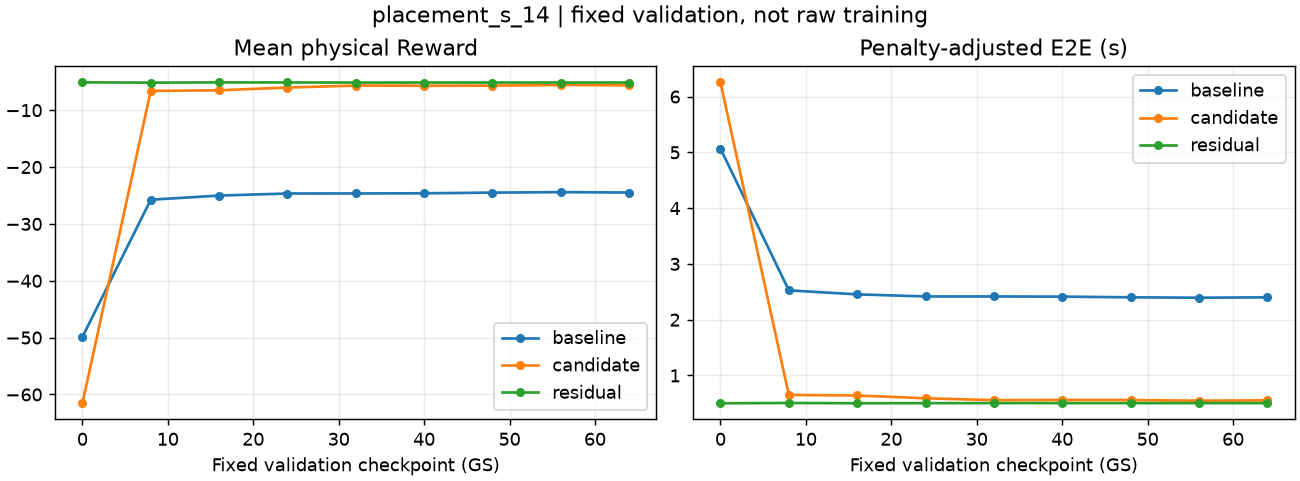 placement_s_14 | fixed validation, not raw training
Mean physical Reward
−10
−20
−30
−40
−50
−60
0 10 20 30 40 50 60
baseline
candidate
residual
Fixed validation checkpoint (GS)
Penalty-adjusted E2E (s)
6
5
4
3
2
1
0 10 20 30 40 50 60
baseline
candidate
residual
Fixed validation checkpoint (GS)